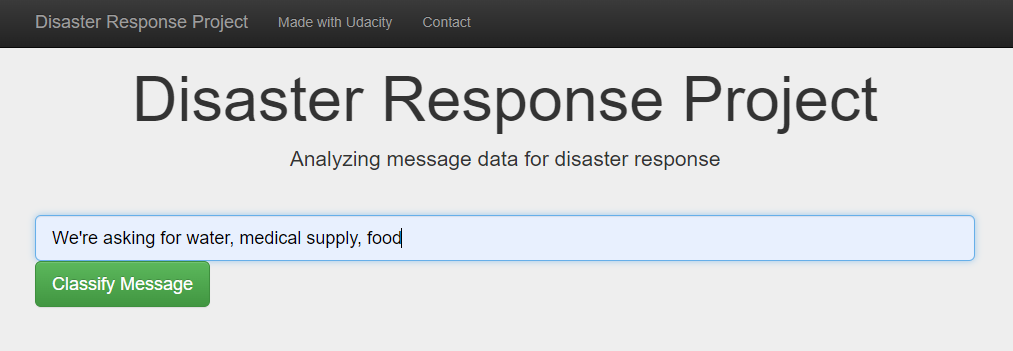 Disaster Response Project Made with Udacity Contact
Disaster Response Project
Analyzing message data for disaster response
We're asking for water, medical supply, food
Classify Message